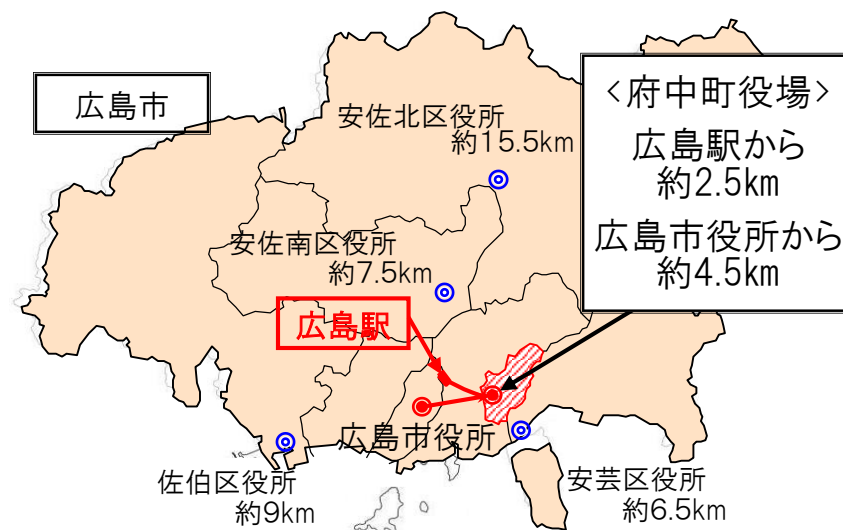 広島市
安佐北区役所
約15.5km
<府中町役場>
広島駅から
約2.5km
広島市役所から
約4.5km
安佐南区役所
約7.5km
広島駅
広島市役所
佐伯区役所
約9km
安芸区役所
約6.5km